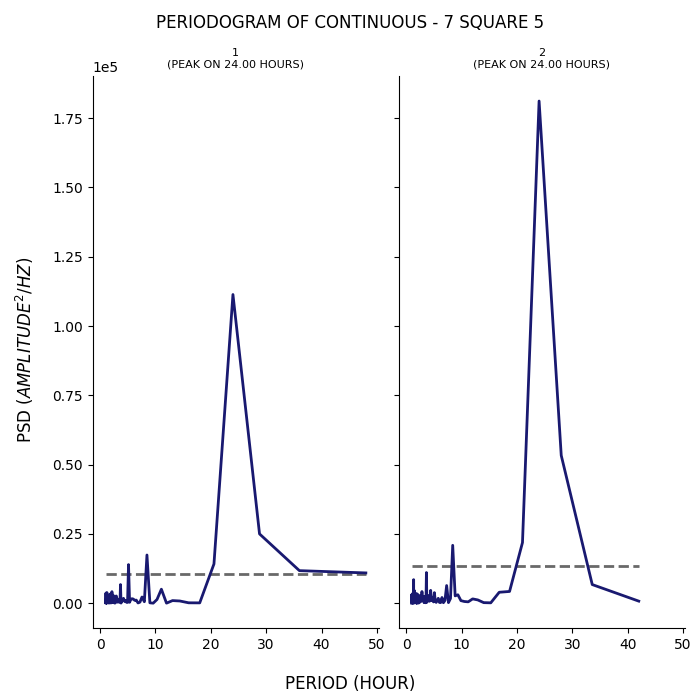 PERIODOGRAM OF CONTINUOUS - 7 SQUARE 5
1
(PEAK ON 24.00 HOURS)
2
(PEAK ON 24.00 HOURS)
1e5
1.75
1.50
1.25
1.00
0.75
0.50
0.25
0.00
PSD (AMPLITUDE²/HZ)
0 10 20 30 40 50
0 10 20 30 40 50
PERIOD (HOUR)